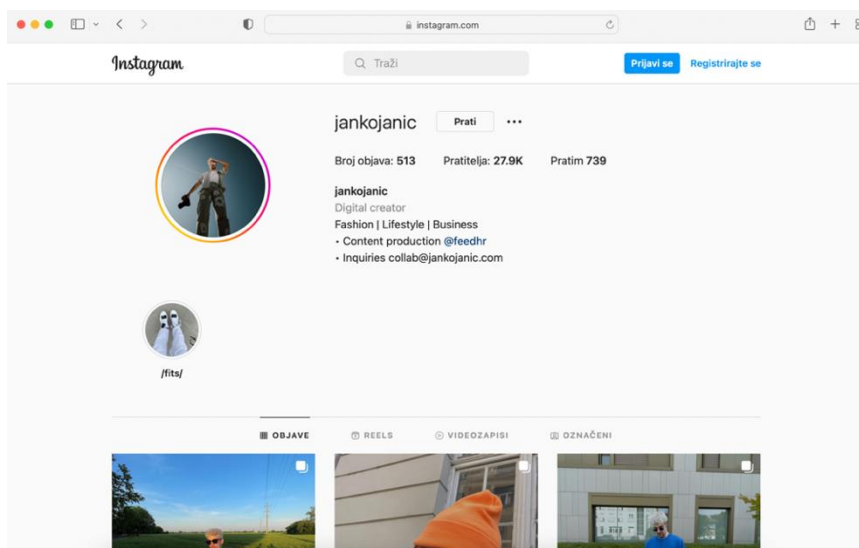 instagram.com
Instagram
Traži
Prijavi se Registrirajte se
jankojanic Prati
Broj objava: 513 Pratitelja: 27.9K Pratim 739
jankojanic
Digital creator
Fashion | Lifestyle | Business
• Content production @feedhr
• Inquiries collab@jankojanic.com
/fits/
OBJAVE REELS VIDEOZAPISI OZNAČENI